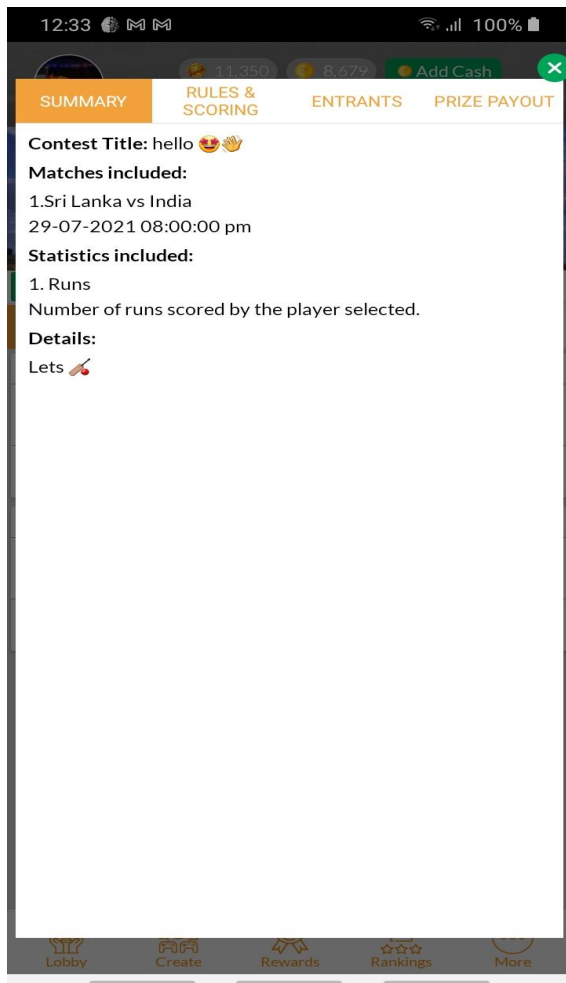 12:33
100%
11,350
8,679
Add Cash
SUMMARY
RULES &
SCORING
ENTRANTS
PRIZE PAYOUT
Contest Title: hello 🤩👋
Matches included:
1.Sri Lanka vs India
29-07-2021 08:00:00 pm
Statistics included:
1. Runs
Number of runs scored by the player selected.
Details:
Lets 🏏
Lobby
Create
Rewards
Rankings
More